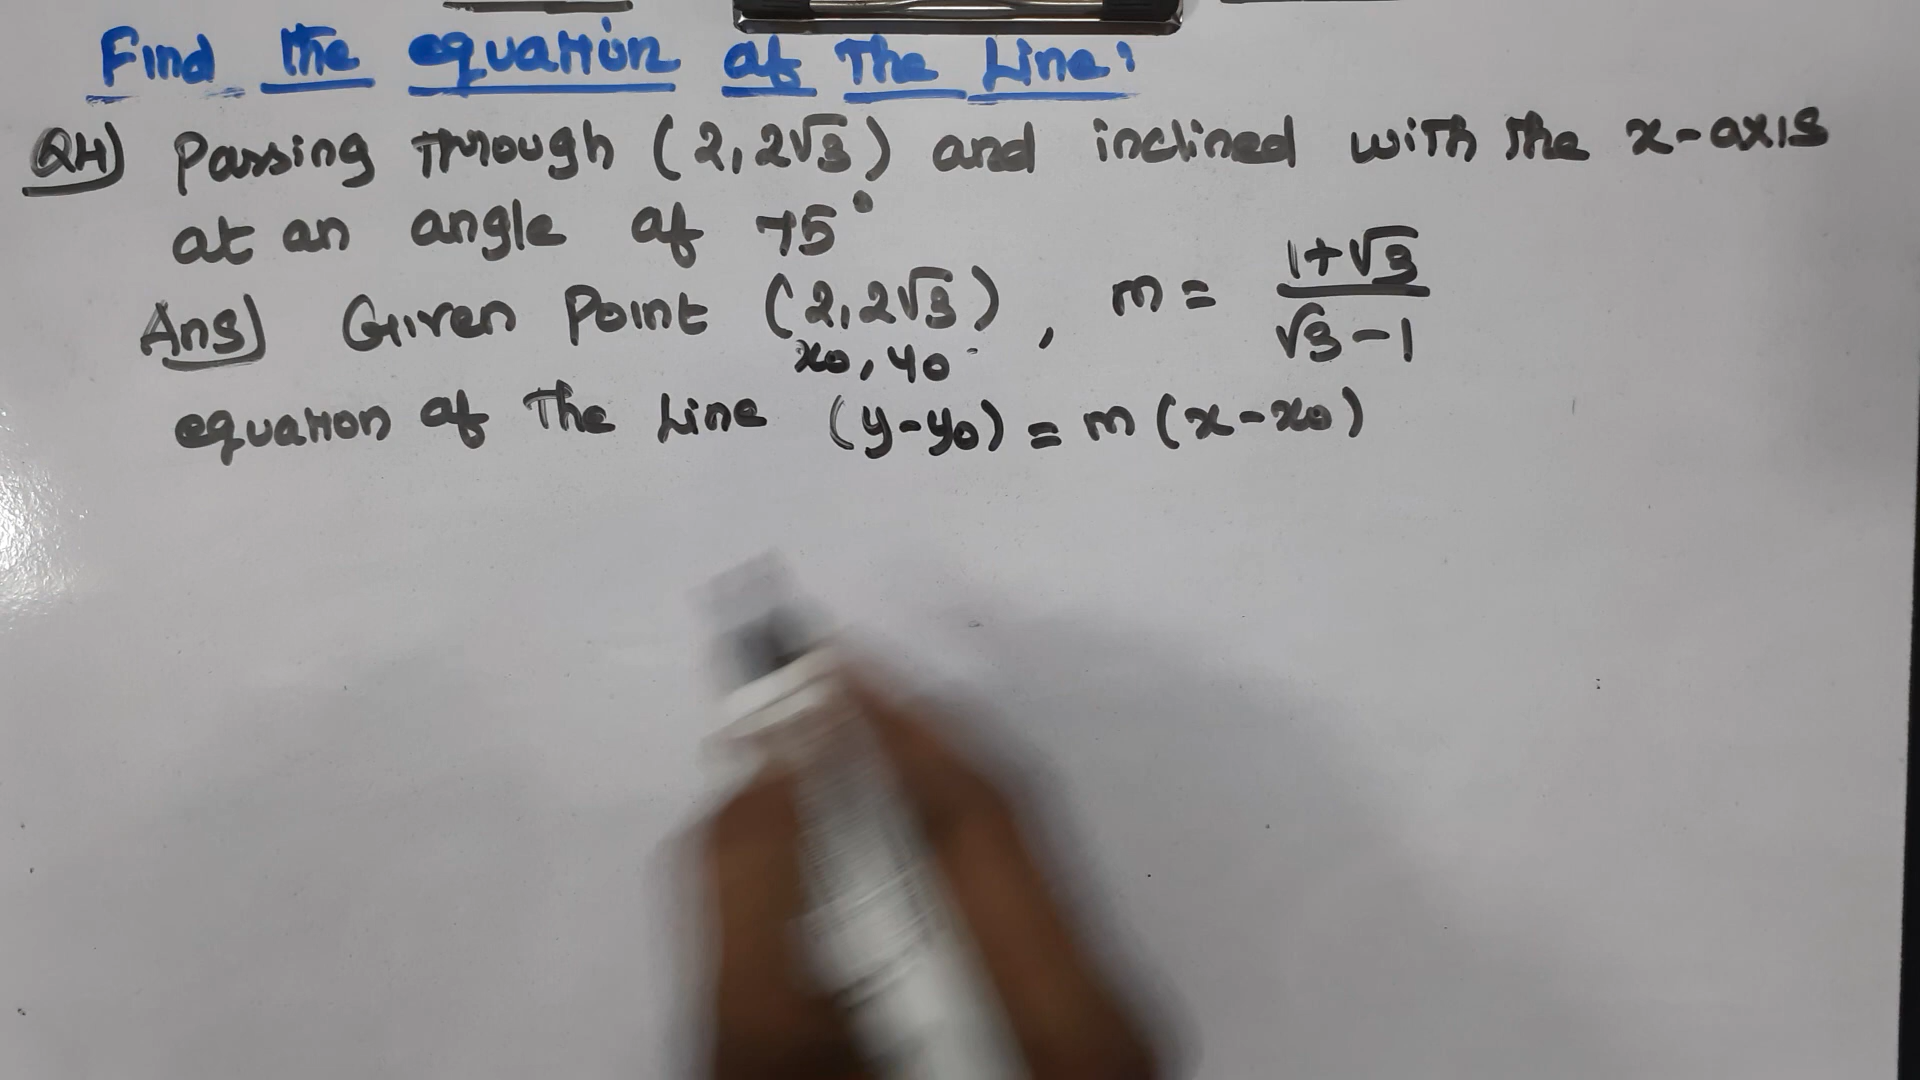 Find the equation of the Line:
Q4) Passing through (2, 2√3) and inclined with the x-axis
at an angle of 75°
Ans) Given Point (2, 2√3), m = (1+√3)/(√3-1)
x0, y0
equation of the Line (y-y0) = m (x-x0)